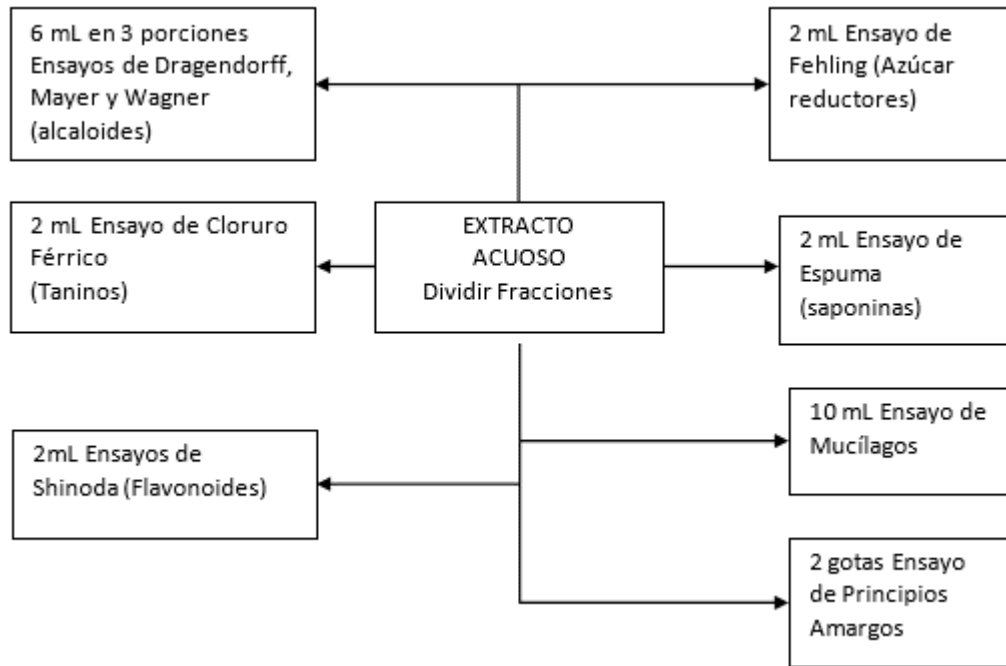 6 mL en 3 porciones
Ensayos de Dragendorff,
Mayer y Wagner
(alcaloides)
2 mL Ensayo de
Fehling (Azúcar
reductores)
2 mL Ensayo de Cloruro
Férrico
(Taninos)
EXTRACTO
ACUOSO
Dividir Fracciones
2 mL Ensayo de
Espuma
(saponinas)
2mL Ensayos de
Shinoda (Flavonoides)
10 mL Ensayo de
Mucílagos
2 gotas Ensayo
de Principios
Amargos